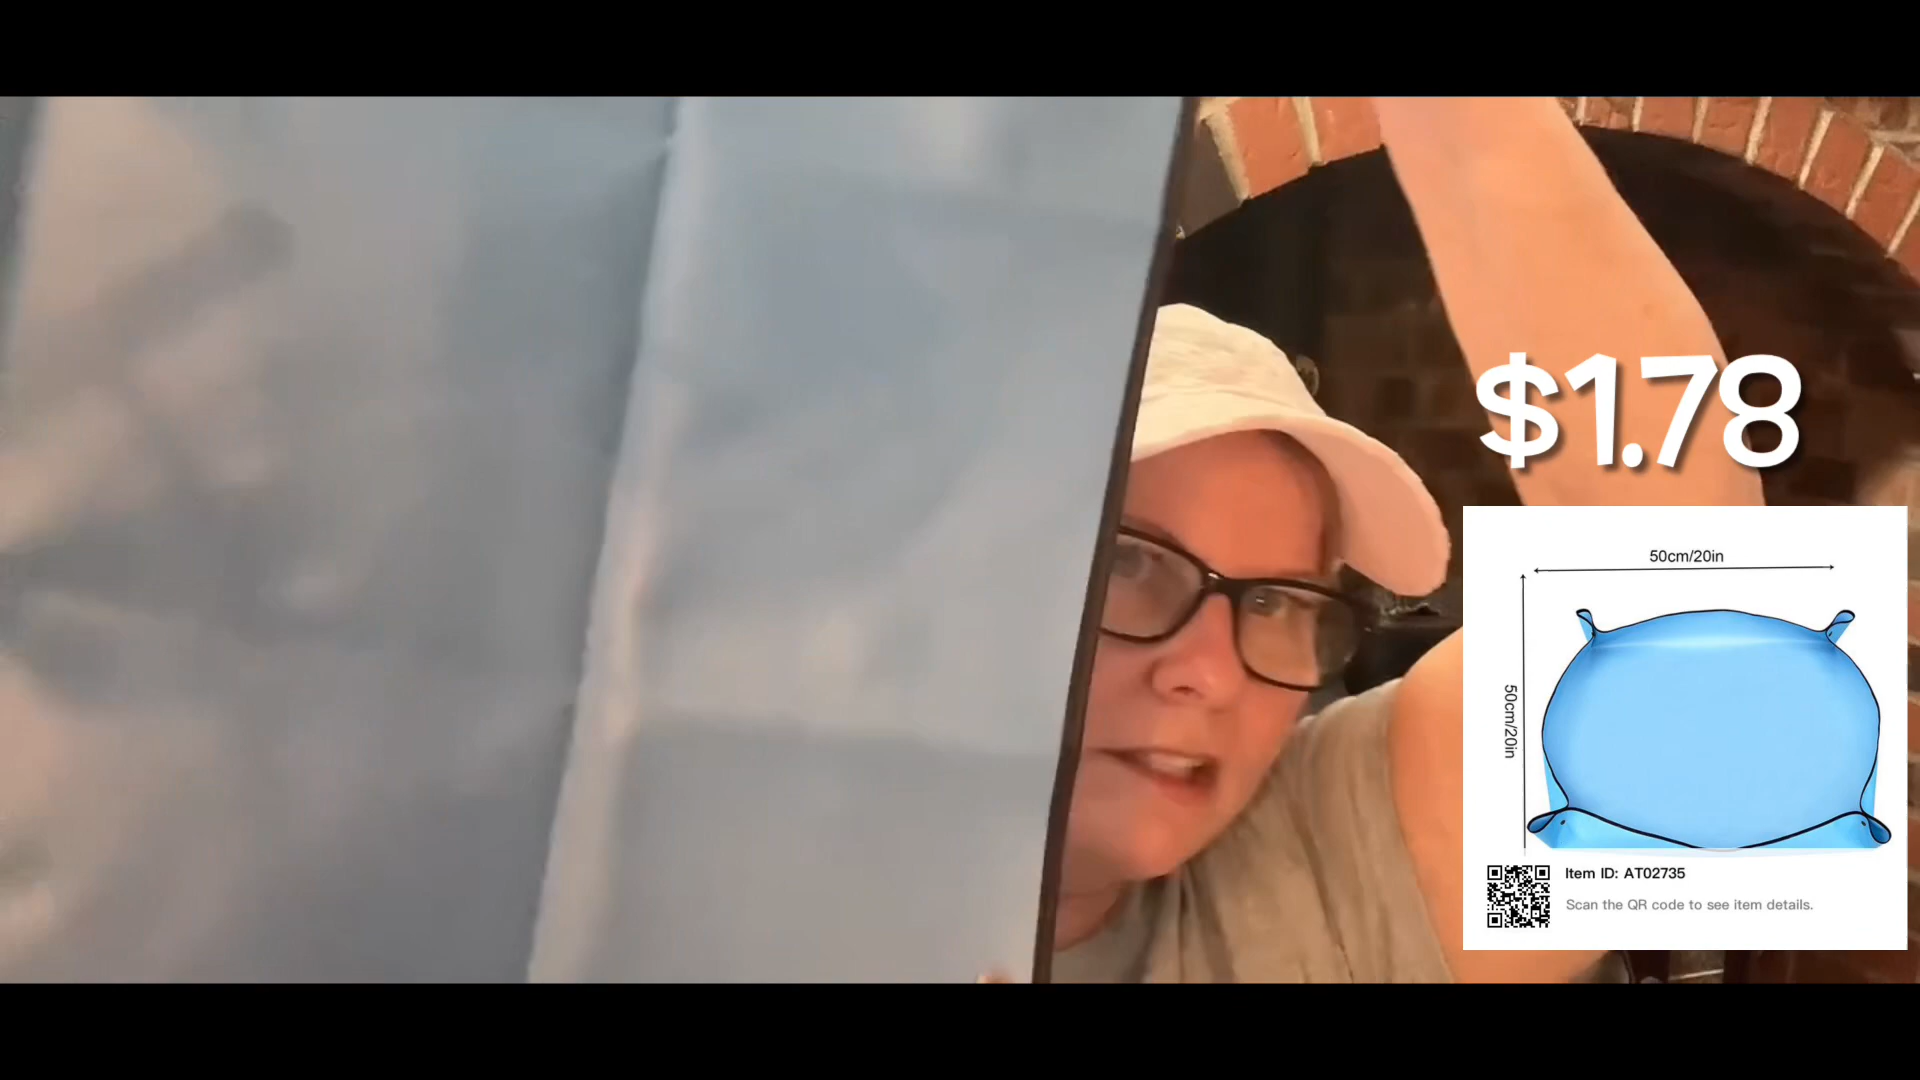 $1.78
50cm/20in
50cm/20in
Item ID: AT02735
Scan the QR code to see item details.